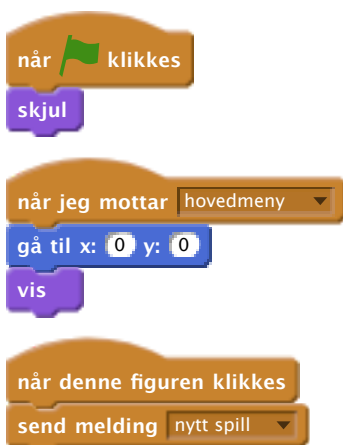 når klikkes
skjul
når jeg mottar hovedmeny
gå til x: 0 y: 0
vis
når denne figuren klikkes
send melding nytt spill